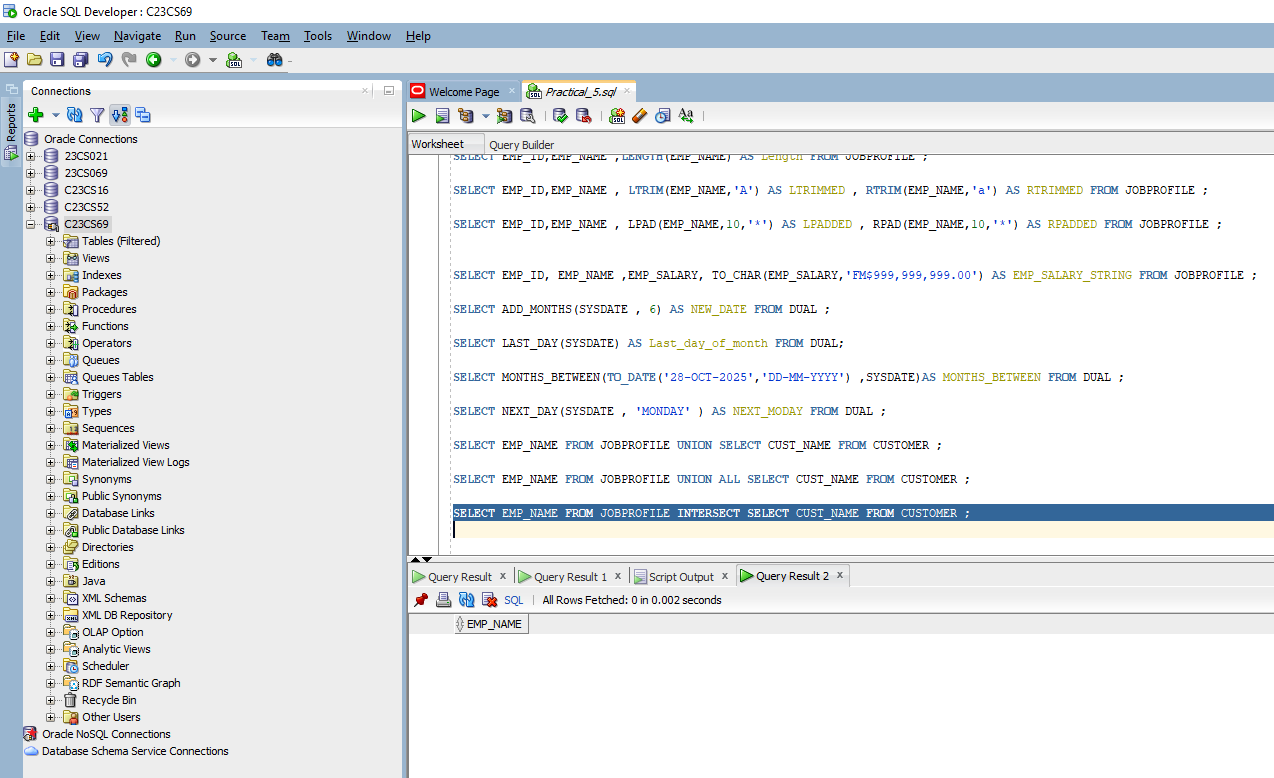 Oracle SQL Developer : C23CS69
File Edit View Navigate Run Source Team Tools Window Help
Reports
Connections
Oracle Connections
23CS021
23CS069
C23CS16
C23CS52
C23CS69
Tables (Filtered)
Views
Indexes
Packages
Procedures
Functions
Operators
Queues
Queues Tables
Triggers
Types
Sequences
Materialized Views
Materialized View Logs
Synonyms
Public Synonyms
Database Links
Public Database Links
Directories
Editions
Java
XML Schemas
XML DB Repository
OLAP Option
Analytic Views
Scheduler
RDF Semantic Graph
Recycle Bin
Other Users
Oracle NoSQL Connections
Database Schema Service Connections
Welcome Page Practical_5.sql
Worksheet Query Builder
SELECT EMP_ID,EMP_NAME ,LENGTH(EMP_NAME) AS Length FROM JOBPROFILE ;
SELECT EMP_ID,EMP_NAME , LTRIM(EMP_NAME,'A') AS LTRIMMED , RTRIM(EMP_NAME,'a') AS RTRIMMED FROM JOBPROFILE ;
SELECT EMP_ID,EMP_NAME , LPAD(EMP_NAME,10,'*') AS LPADDED , RPAD(EMP_NAME,10,'*') AS RPADDED FROM JOBPROFILE ;
SELECT EMP_ID, EMP_NAME ,EMP_SALARY, TO_CHAR(EMP_SALARY,'FM$999,999,999.00') AS EMP_SALARY_STRING FROM JOBPROFILE ;
SELECT ADD_MONTHS(SYSDATE , 6) AS NEW_DATE FROM DUAL ;
SELECT LAST_DAY(SYSDATE) AS Last_day_of_month FROM DUAL;
SELECT MONTHS_BETWEEN(TO_DATE('28-OCT-2025','DD-MM-YYYY') ,SYSDATE)AS MONTHS_BETWEEN FROM DUAL ;
SELECT NEXT_DAY(SYSDATE , 'MONDAY' ) AS NEXT_MODAY FROM DUAL ;
SELECT EMP_NAME FROM JOBPROFILE UNION SELECT CUST_NAME FROM CUSTOMER ;
SELECT EMP_NAME FROM JOBPROFILE UNION ALL SELECT CUST_NAME FROM CUSTOMER ;
SELECT EMP_NAME FROM JOBPROFILE INTERSECT SELECT CUST_NAME FROM CUSTOMER ;
Query Result x Query Result 1 x Script Output x Query Result 2 x
SQL All Rows Fetched: 0 in 0.002 seconds
EMP_NAME